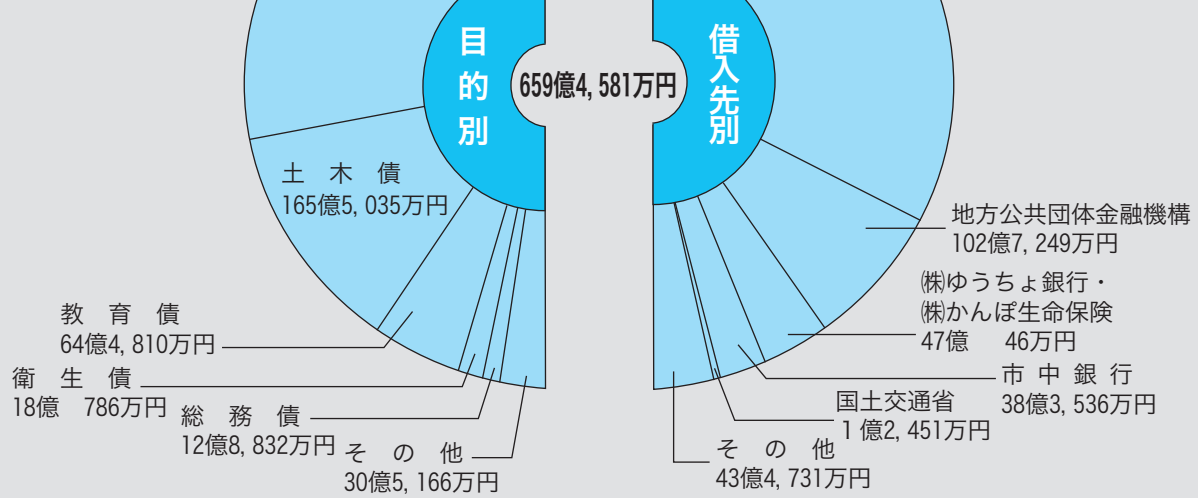 目的別
659億4,581万円
借入先別
土木債
165億5,035万円
教育債
64億4,810万円
衛生債
18億　786万円
総務債
12億8,832万円
その他
30億5,166万円
地方公共団体金融機構
102億7,249万円
㈱ゆうちょ銀行・
㈱かんぽ生命保険
47億　46万円
市中銀行
38億3,536万円
国土交通省
1億2,451万円
その他
43億4,731万円